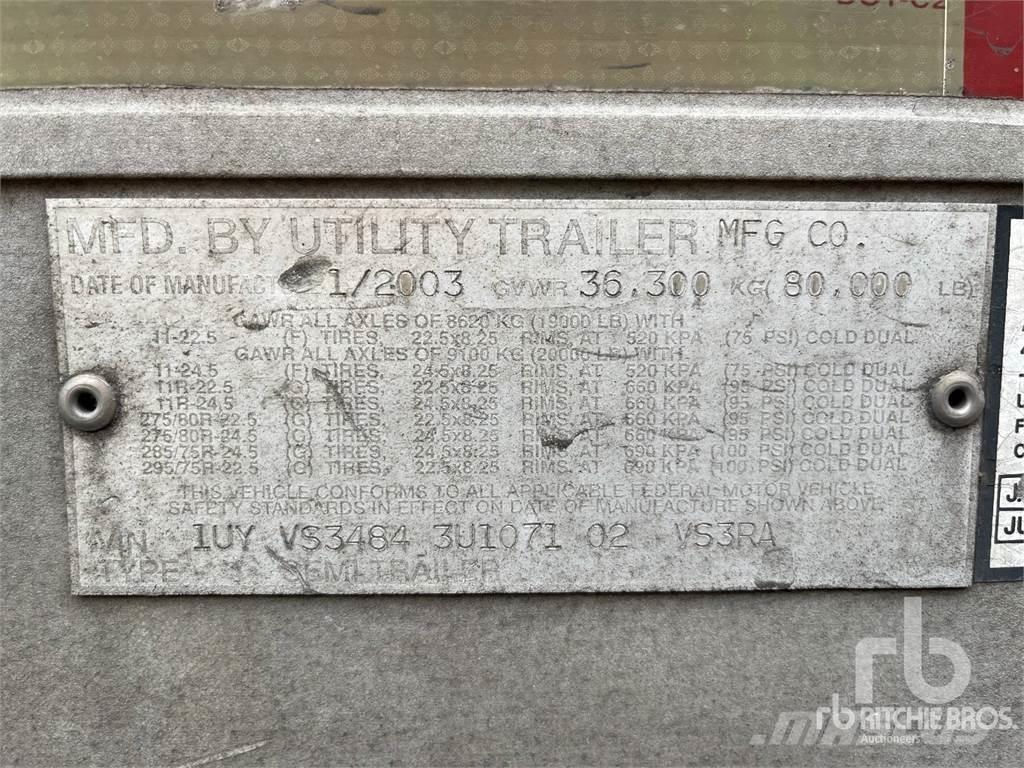 MFD. BY UTILITY TRAILER MFG CO.
DATE OF MANUFACT 1/2003 GVWR 36.300 KG( 80.000 LB)
GAWR ALL AXLES OF 8620 KG (19000 LB) WITH
11-22.5 (F) TIRES, 22.5x8.25 RIMS, AT 520 KPA (75 PSI) COLD DUAL
GAWR ALL AXLES OF 9100 KG (20000 LB) WITH
11-24.5 (F) TIRES, 24.5x8.25 RIMS, AT 520 KPA (75 PSI) COLD DUAL
11R-22.5 (G) TIRES, 22.5x8.25 RIMS, AT 660 KPA (95 PSI) COLD DUAL
11R-24.5 (G) TIRES, 24.5x8.25 RIMS, AT 660 KPA (95 PSI) COLD DUAL
275/80R-22.5 (G) TIRES, 22.5x8.25 RIMS, AT 660 KPA (95 PSI) COLD DUAL
275/80R-24.5 (G) TIRES, 24.5x8.25 RIMS, AT 660 KPA (95 PSI) COLD DUAL
285/75R-24.5 (G) TIRES, 24.5x8.25 RIMS, AT 690 KPA (100 PSI) COLD DUAL
295/75R-22.5 (G) TIRES, 22.5x8.25 RIMS, AT 690 KPA (100 PSI) COLD DUAL
THIS VEHICLE CONFORMS TO ALL APPLICABLE FEDERAL MOTOR VEHICLE
SAFETY STANDARDS IN EFFECT ON DATE OF MANUFACTURE SHOWN ABOVE
VIN 1UY VS3484 3U1071 02 VS3RA
TYPE SEMI-TRAILER
rb
rb RITCHIE BROS.
Auctioneers